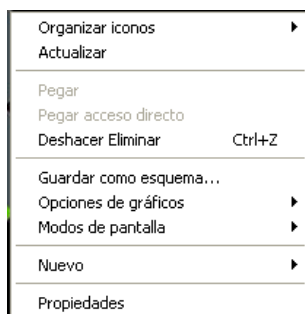 Organizar iconos
Actualizar
Pegar
Pegar acceso directo
Deshacer Eliminar Ctrl+Z
Guardar como esquema...
Opciones de gráficos
Modos de pantalla
Nuevo
Propiedades